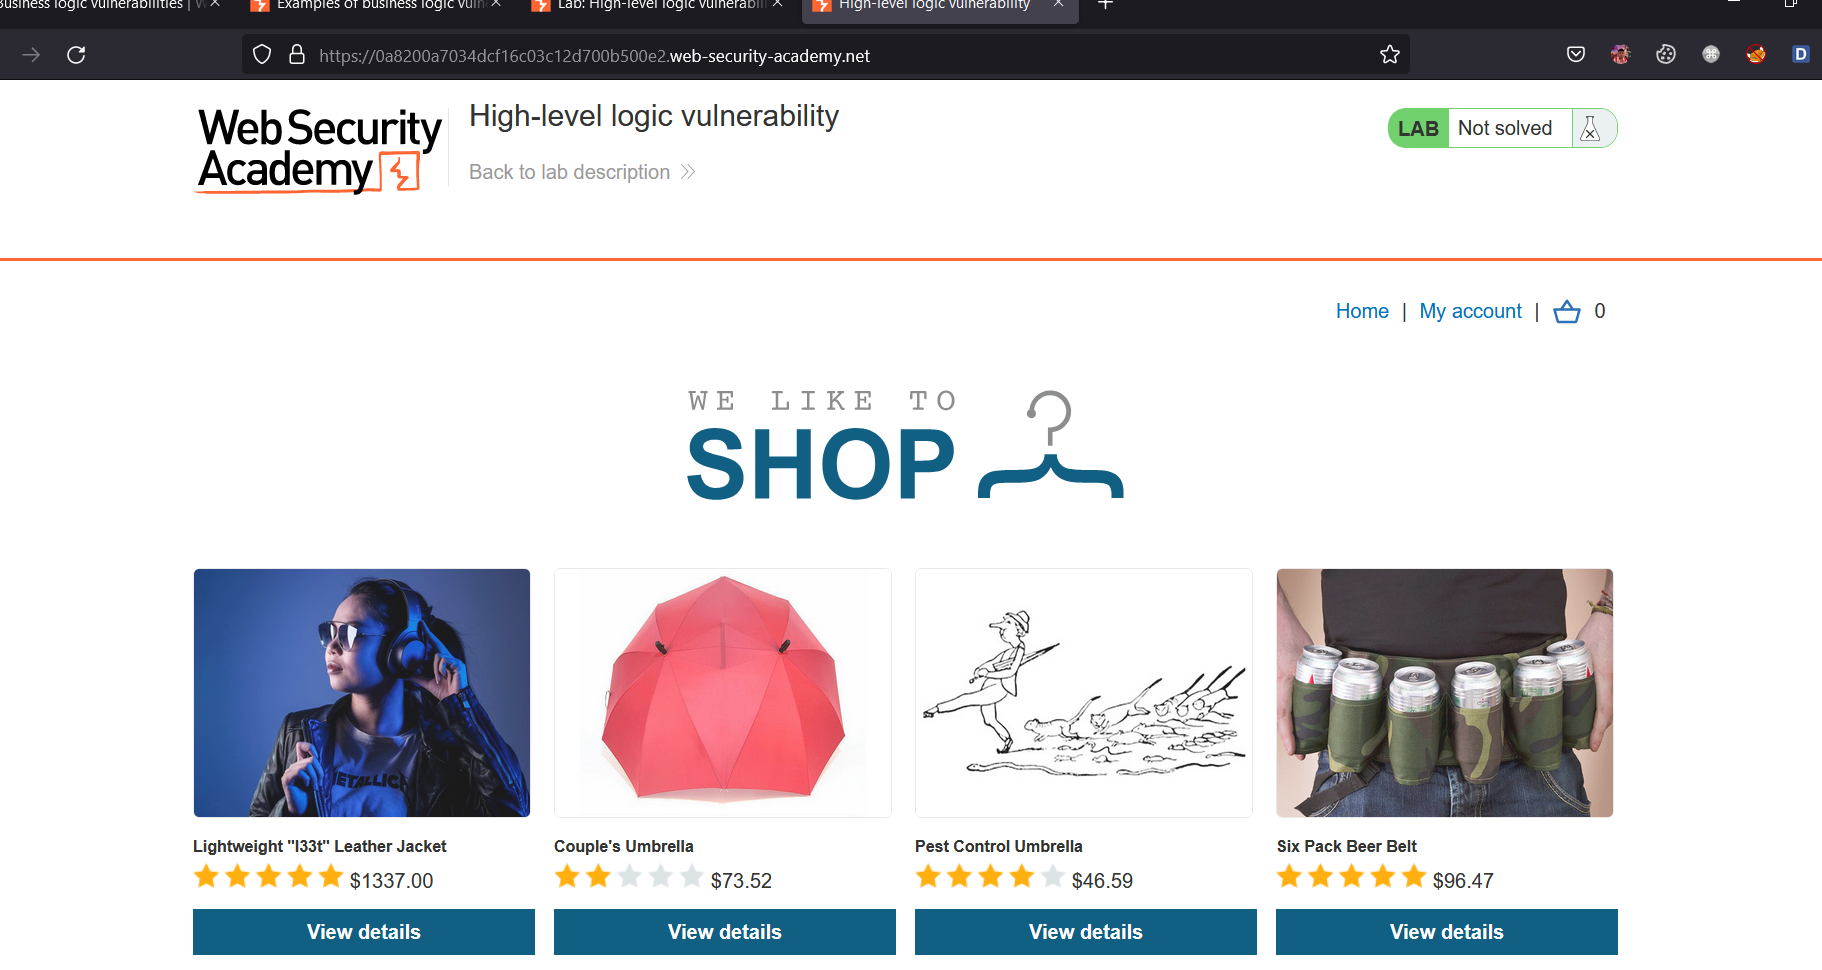 Business logic vulnerabilities | W
Examples of business logic vuln
Lab: High-level logic vulnerabili
High-level logic vulnerability
https://0a8200a7034dcf16c03c12d700b500e2.web-security-academy.net
D
Web Security
Academy
High-level logic vulnerability
Back to lab description
LAB Not solved
Home | My account | 0
WE LIKE TO
SHOP
METALLICA
Lightweight "l33t" Leather Jacket
$1337.00
View details
Couple's Umbrella
$73.52
View details
Pest Control Umbrella
$46.59
View details
Six Pack Beer Belt
$96.47
View details